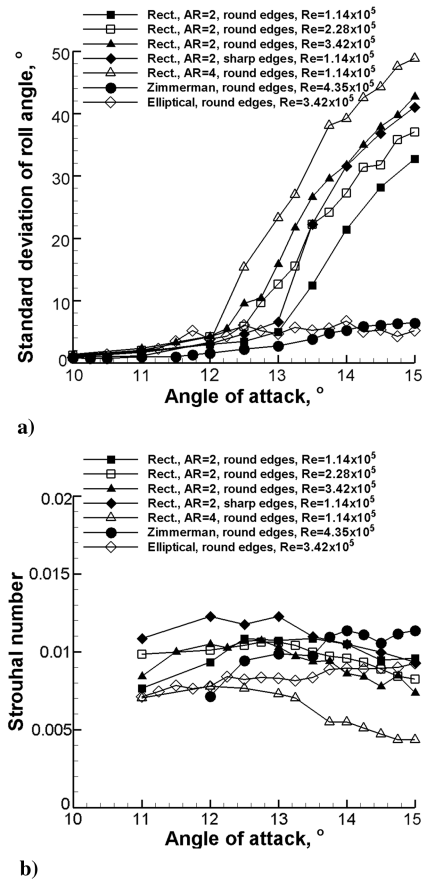 Rect., AR=2, round edges, Re=1.14x10⁵
Rect., AR=2, round edges, Re=2.28x10⁵
Rect., AR=2, round edges, Re=3.42x10⁵
Rect., AR=2, sharp edges, Re=1.14x10⁵
Rect., AR=4, round edges, Re=1.14x10⁵
Zimmerman, round edges, Re=4.35x10⁵
Elliptical, round edges, Re=3.42x10⁵
Standard deviation of roll angle, °
50
40
30
20
10
0
10 11 12 13 14 15
Angle of attack, °
a)
Rect., AR=2, round edges, Re=1.14x10⁵
Rect., AR=2, round edges, Re=2.28x10⁵
Rect., AR=2, round edges, Re=3.42x10⁵
Rect., AR=2, sharp edges, Re=1.14x10⁵
Rect., AR=4, round edges, Re=1.14x10⁵
Zimmerman, round edges, Re=4.35x10⁵
Elliptical, round edges, Re=3.42x10⁵
Strouhal number
0.02
0.015
0.01
0.005
0
10 11 12 13 14 15
Angle of attack, °
b)